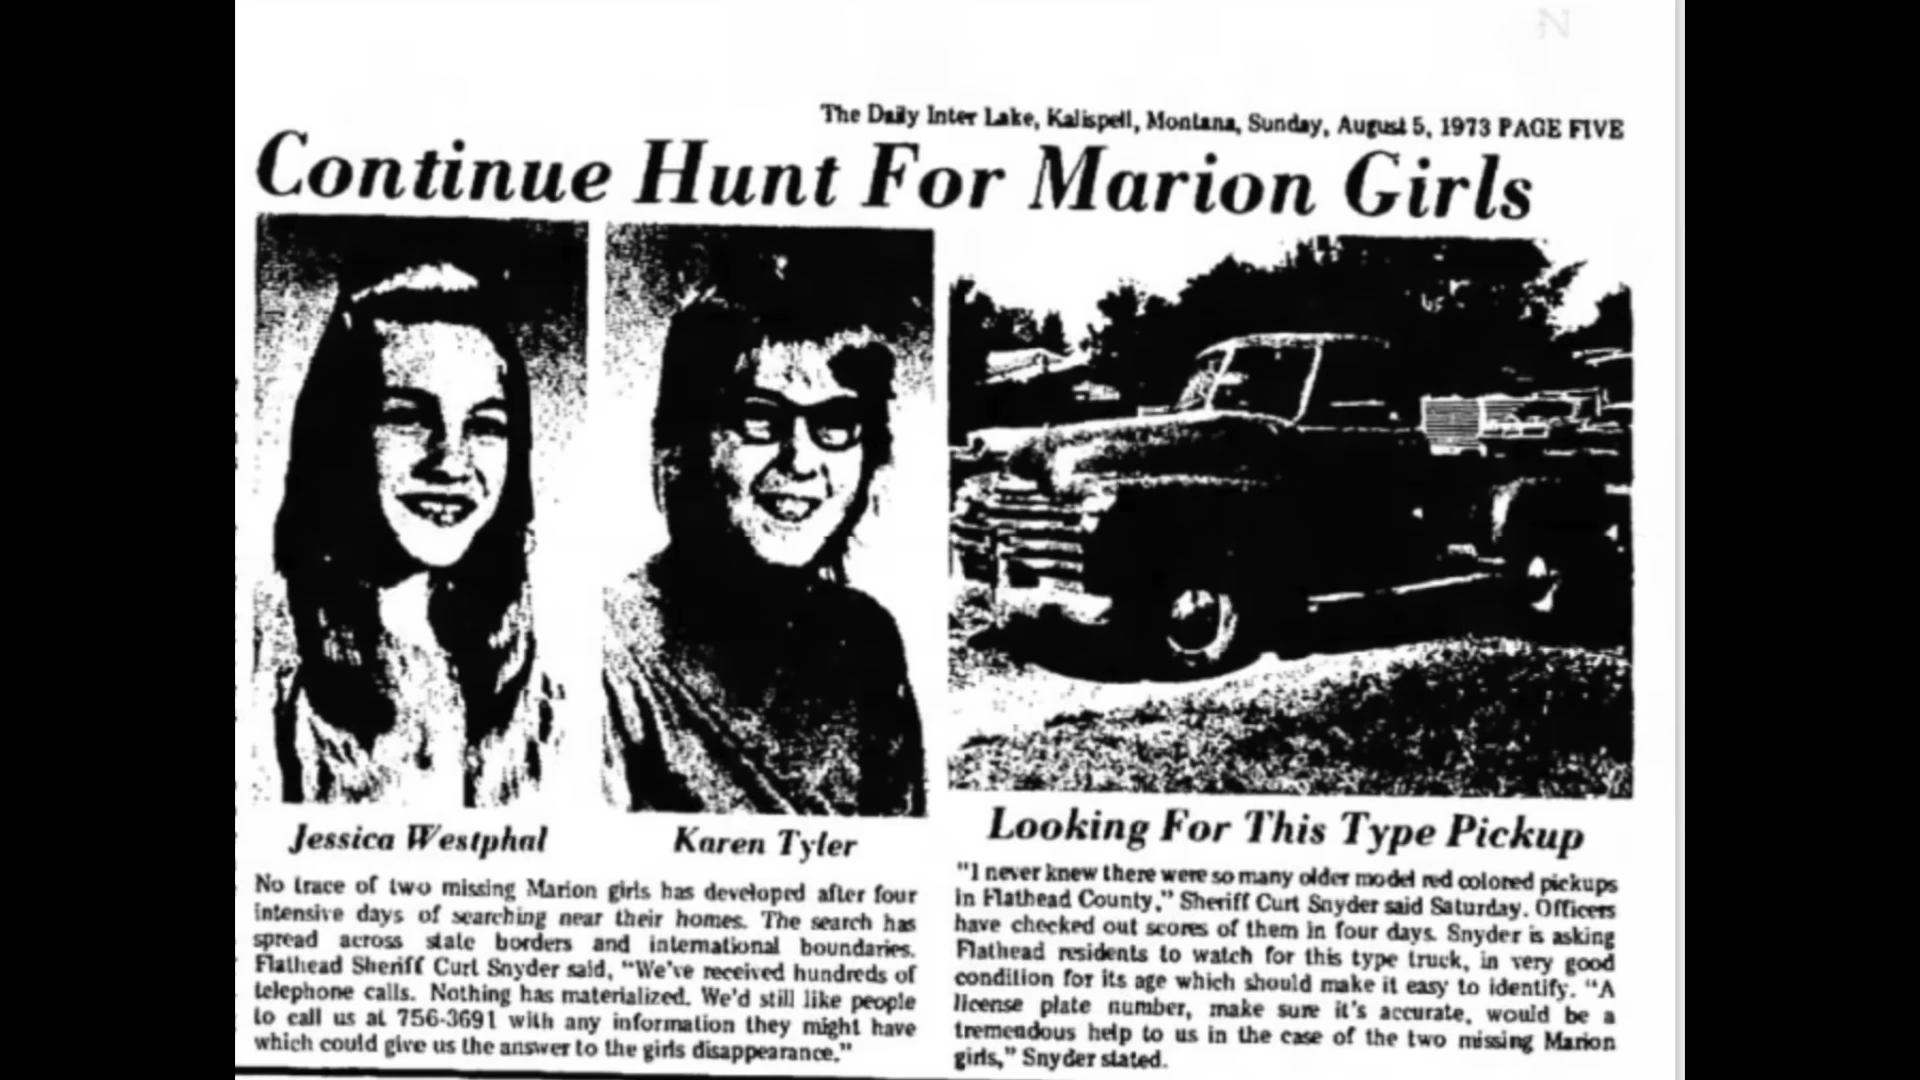 The Daily Inter Lake, Kalispell, Montana, Sunday, August 5, 1973 PAGE FIVE
Continue Hunt For Marion Girls
Jessica Westphal
Karen Tyler
No trace of two missing Marion girls has developed after four
intensive days of searching near their homes. The search has
spread across state borders and international boundaries.
Flathead Sheriff Curt Snyder said, "We've received hundreds of
telephone calls. Nothing has materialized. We'd still like people
to call us at 756-3691 with any information they might have
which could give us the answer to the girls disappearance."
Looking For This Type Pickup
"I never knew there were so many older model red colored pickups
in Flathead County," Sheriff Curt Snyder said Saturday. Officers
have checked out scores of them in four days. Snyder is asking
Flathead residents to watch for this type truck, in very good
condition for its age which should make it easy to identify. "A
license plate number, make sure it's accurate, would be a
tremendous help to us in the case of the two missing Marion
girls," Snyder stated.